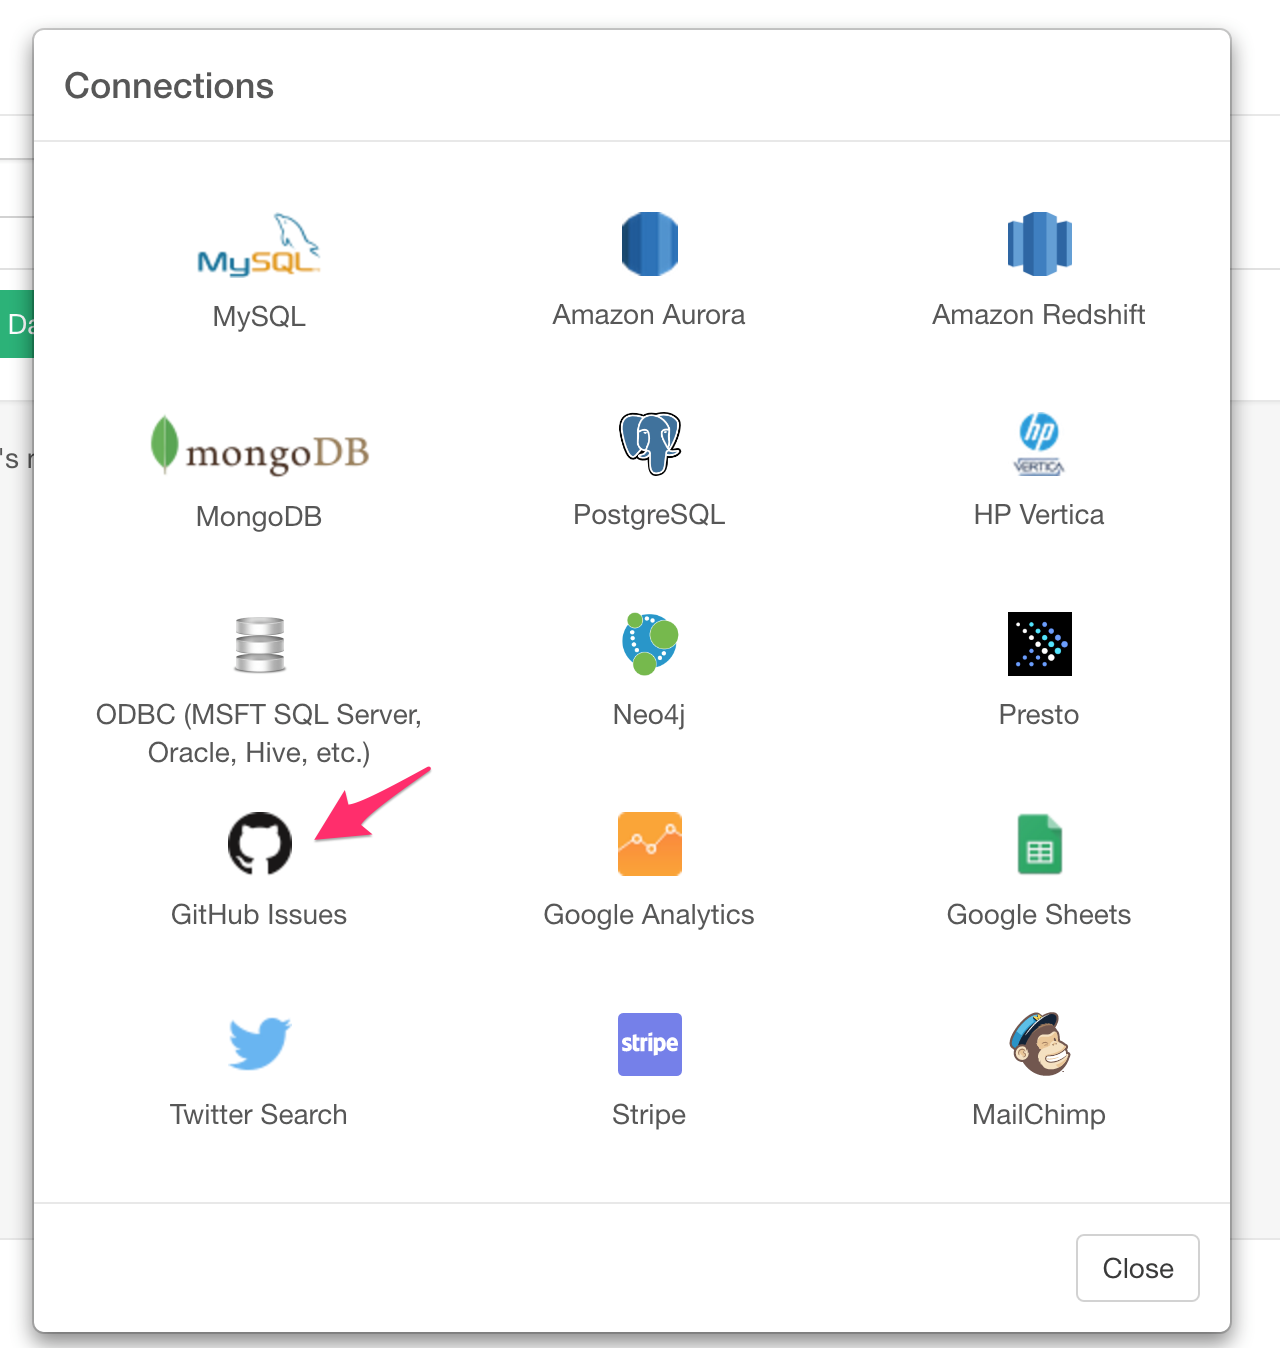 Connections
MySQL
MySQL
Amazon Aurora
Amazon Redshift
Da
mongoDB
MongoDB
PostgreSQL
hp
VERTICA
HP Vertica
's r
ODBC (MSFT SQL Server,
Oracle, Hive, etc.)
Neo4j
Presto
GitHub Issues
Google Analytics
Google Sheets
Twitter Search
stripe
Stripe
MailChimp
Close